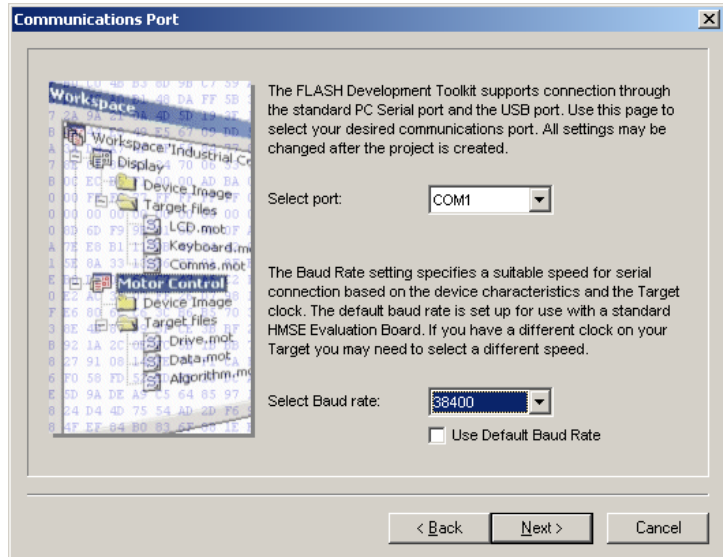 Communications Port
Workspace
Workspace 'Industrial Ce
Display
Device Image
Target files
LCD.mot
Keyboard.m
Comms.mot
Motor Control
Device Image
Target files
Drive.mot
Data.mot
Algorithm.m
The FLASH Development Toolkit supports connection through
the standard PC Serial port and the USB port. Use this page to
select your desired communications port. All settings may be
changed after the project is created.
Select port:
COM1
The Baud Rate setting specifies a suitable speed for serial
connection based on the device characteristics and the Target
clock. The default baud rate is set up for use with a standard
HMSE Evaluation Board. If you have a different clock on your
Target you may need to select a different speed.
Select Baud rate:
38400
Use Default Baud Rate
< Back
Next >
Cancel